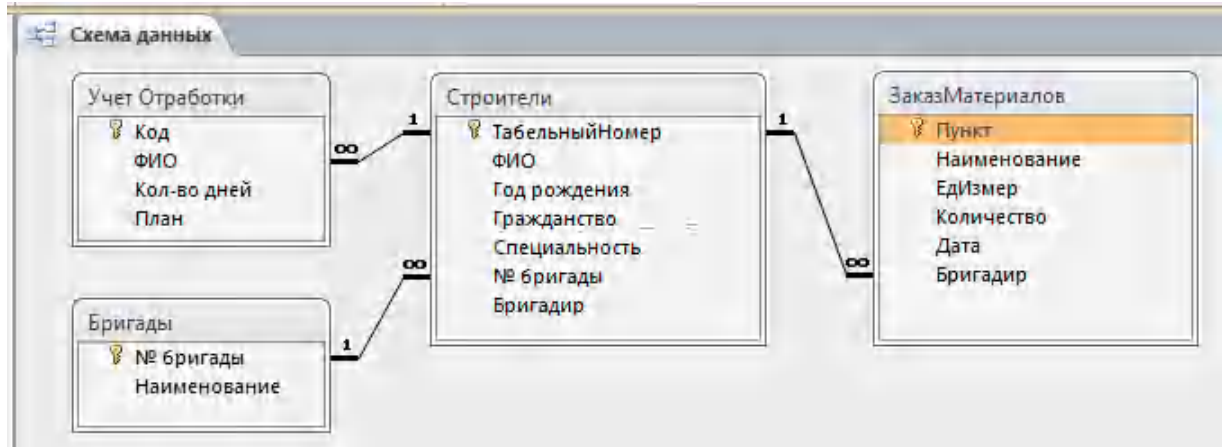 Схема данных
Учет Отработки
Код
ФИО
Кол-во дней
План
Бригады
№ бригады
Наименование
Строители
ТабельныйНомер
ФИО
Год рождения
Гражданство
Специальность
№ бригады
Бригадир
ЗаказМатериалов
Пункт
Наименование
ЕдИзмер
Количество
Дата
Бригадир
∞ 1
1 ∞
1 ∞